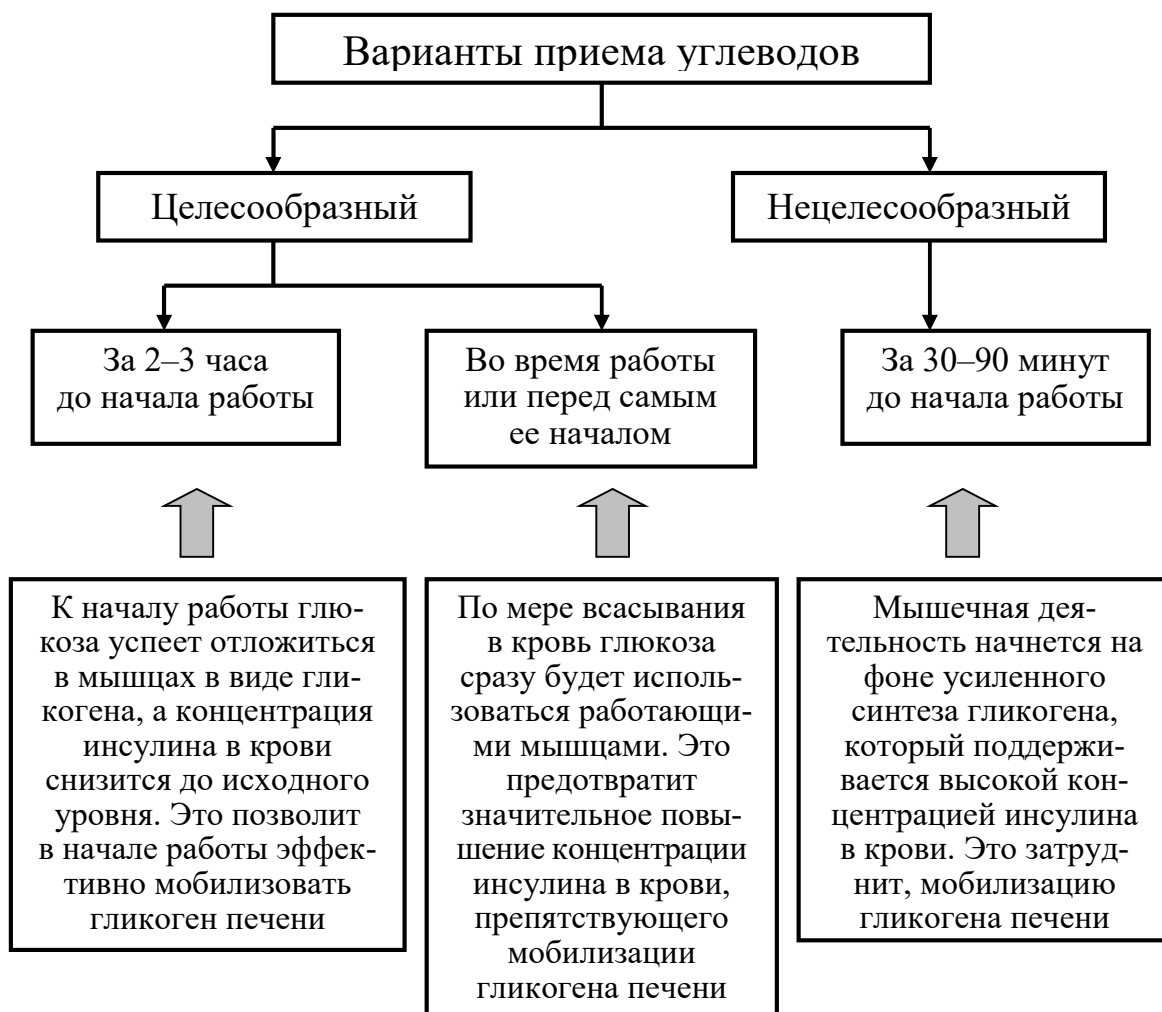 Варианты приема углеводов
Целесообразный
Нецелесообразный
За 2–3 часа
до начала работы
Во время работы
или перед самым
ее началом
За 30–90 минут
до начала работы
К началу работы глю-
коза успеет отложиться
в мышцах в виде гли-
когена, а концентрация
инсулина в крови
снизится до исходного
уровня. Это позволит
в начале работы эффек-
тивно мобилизовать
гликоген печени
По мере всасывания
в кровь глюкоза
сразу будет исполь-
зоваться работающи-
ми мышцами. Это
предотвратит
значительное повы-
шение концентрации
инсулина в крови,
препятствующего
мобилизации
гликогена печени
Мышечная дея-
тельность начнется на
фоне усиленного
синтеза гликогена,
который поддержи-
вается высокой кон-
центрацией инсулина
в крови. Это затруд-
нит, мобилизацию
гликогена печени